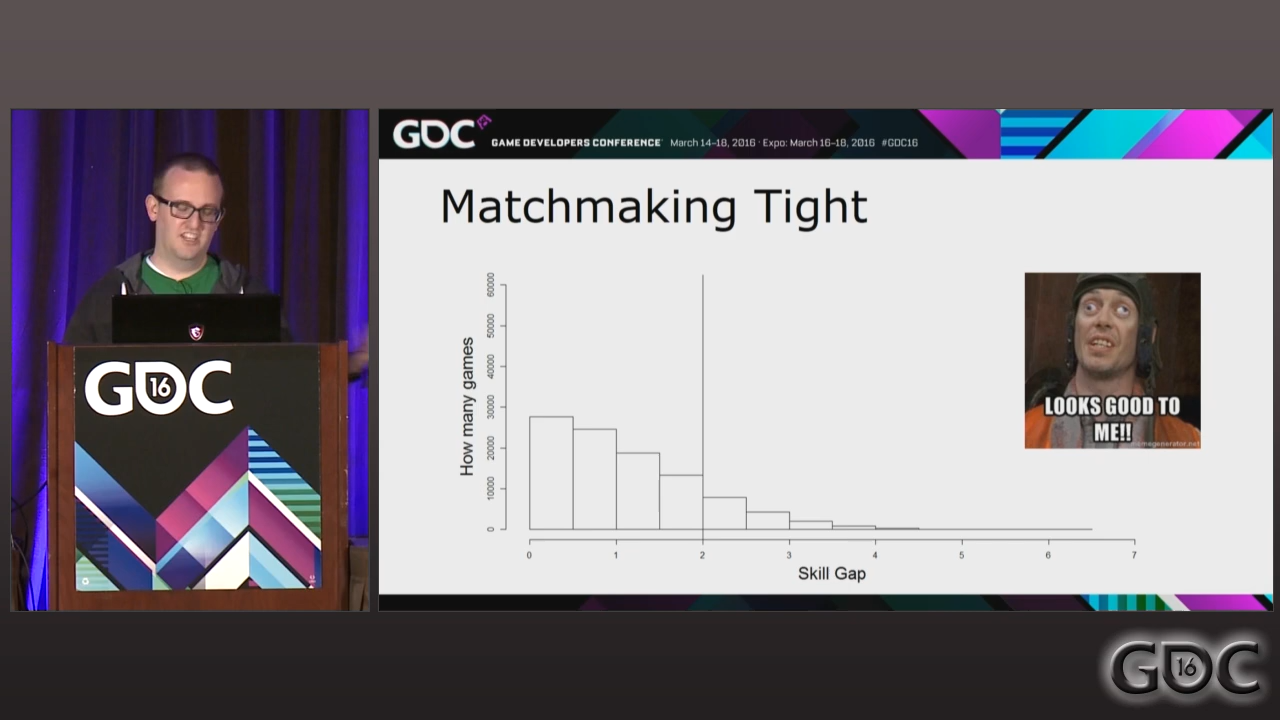 GDC
GAME DEVELOPERS CONFERENCE March 14-18, 2016 · Expo: March 16-18, 2016 #GDC16
Matchmaking Tight
How many games
60000
50000
40000
30000
20000
10000
0
0 1 2 3 4 5 6 7
Skill Gap
LOOKS GOOD TO
ME!!
memegenerator.net
GDC
16
GDC
16